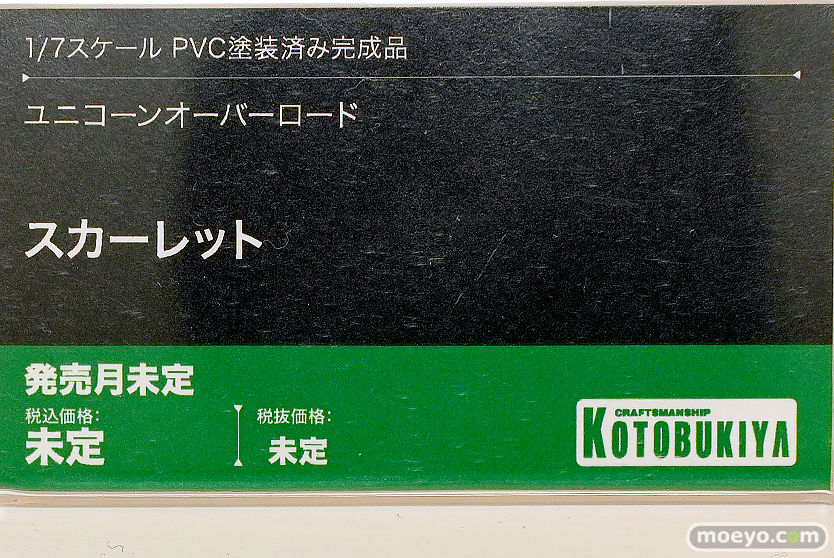 1/7スケール PVC塗装済み完成品
ユニコーンオーバーロード
スカーレット
発売月未定
税込価格:
未定
税抜価格:
未定
CRAFTSMANSHIP
KOTOBUKIYA
moeyo.com